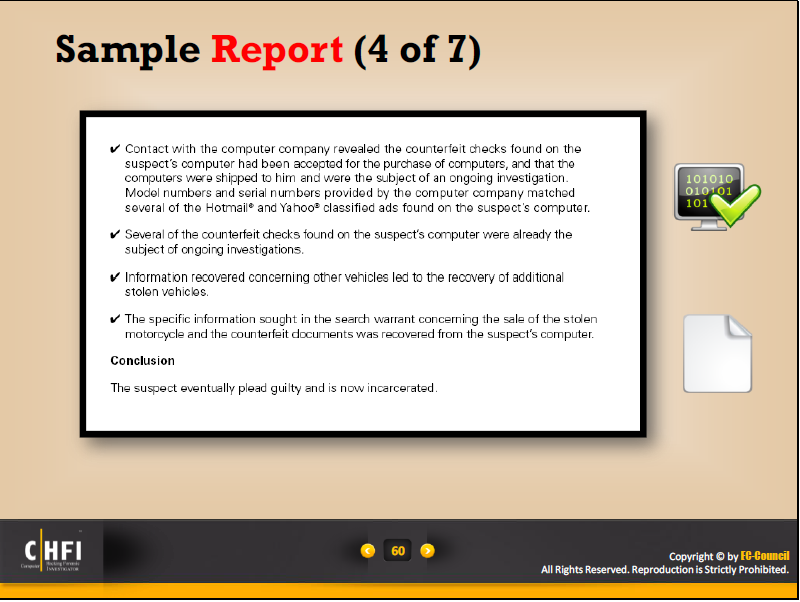 Sample Report (4 of 7)
✔ Contact with the computer company revealed the counterfeit checks found on the
suspect's computer had been accepted for the purchase of computers, and that the
computers were shipped to him and were the subject of an ongoing investigation.
Model numbers and serial numbers provided by the computer company matched
several of the Hotmail® and Yahoo® classified ads found on the suspect's computer.
✔ Several of the counterfeit checks found on the suspect's computer were already the
subject of ongoing investigations.
✔ Information recovered concerning other vehicles led to the recovery of additional
stolen vehicles.
✔ The specific information sought in the search warrant concerning the sale of the stolen
motorcycle and the counterfeit documents was recovered from the suspect's computer.
Conclusion
The suspect eventually plead guilty and is now incarcerated.
101010
010101
101
CHFI
Computer Hacking Forensic
INVESTIGATOR
60
Copyright © by EC-Council
All Rights Reserved. Reproduction is Strictly Prohibited.